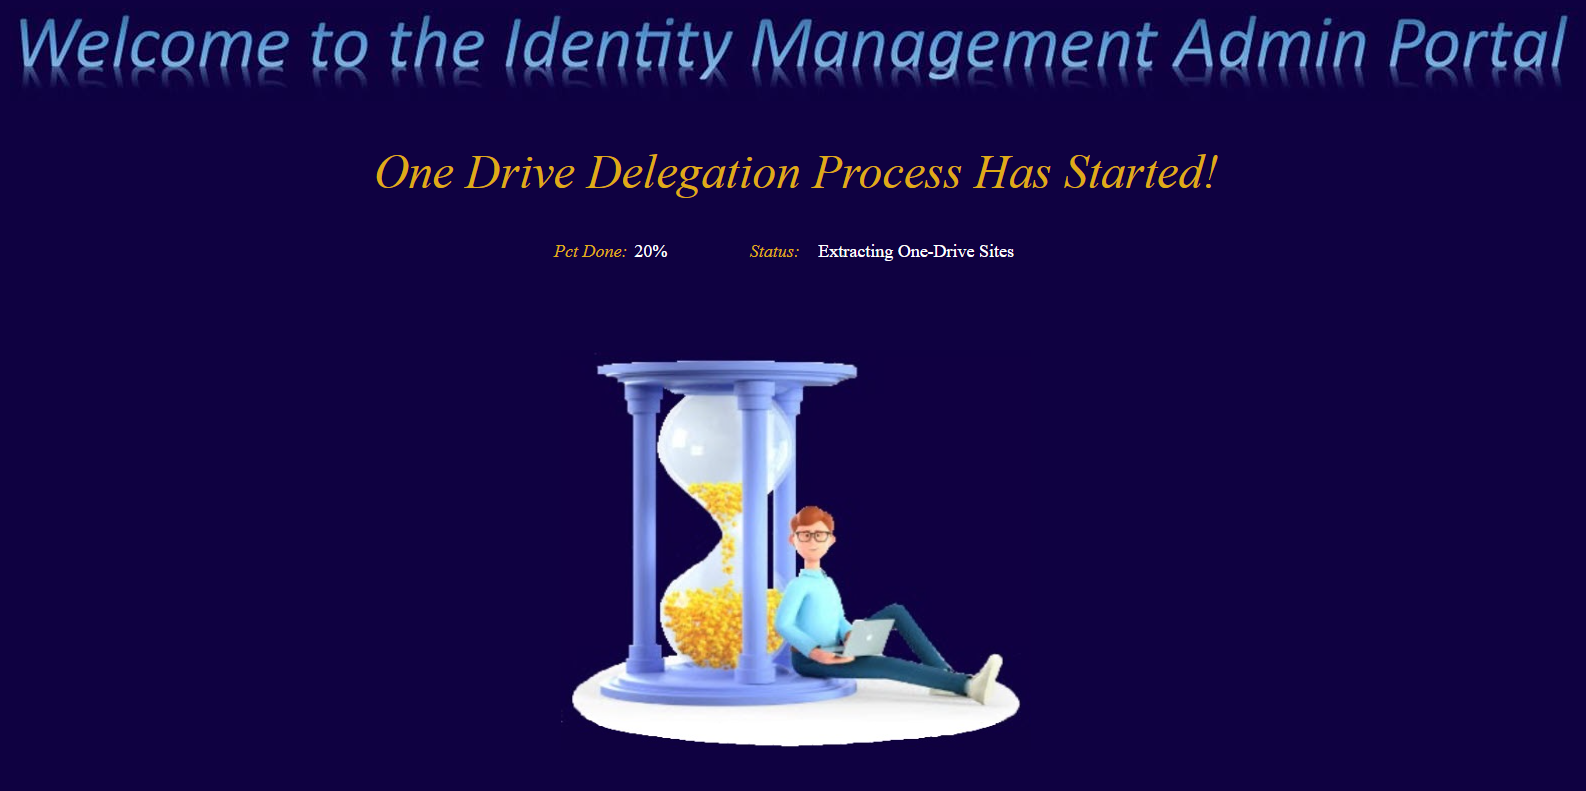 Welcome to the Identity Management Admin Portal
One Drive Delegation Process Has Started!
Pct Done: 20% Status: Extracting One-Drive Sites